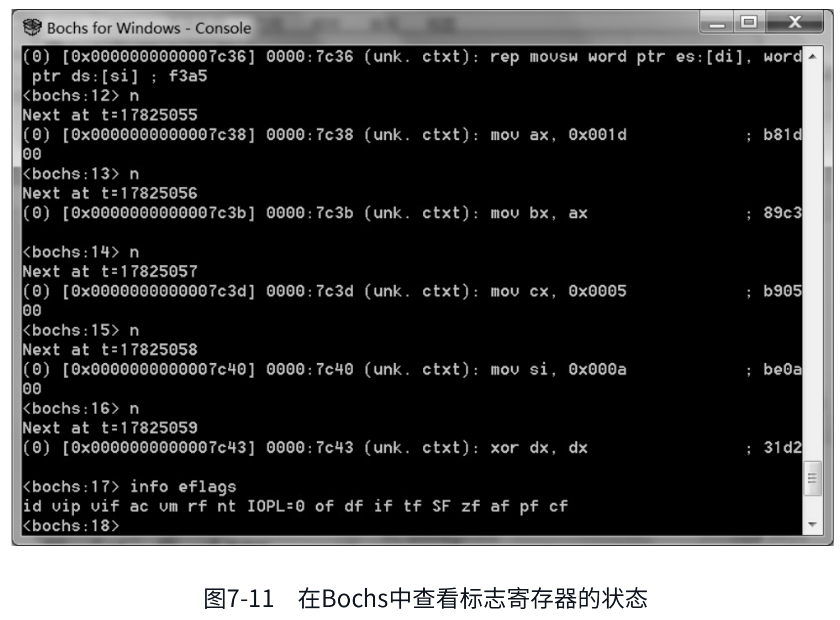 Bochs for Windows - Console
(0) [0x0000000000007c36] 0000:7c36 (unk. ctxt): rep movsw word ptr es:[di], word
 ptr ds:[si] ; f3a5
<bochs:12> n
Next at t=17825055
(0) [0x0000000000007c38] 0000:7c38 (unk. ctxt): mov ax, 0x001d ; b81d
00
<bochs:13> n
Next at t=17825056
(0) [0x0000000000007c3b] 0000:7c3b (unk. ctxt): mov bx, ax ; 89c3
<bochs:14> n
Next at t=17825057
(0) [0x0000000000007c3d] 0000:7c3d (unk. ctxt): mov cx, 0x0005 ; b905
00
<bochs:15> n
Next at t=17825058
(0) [0x0000000000007c40] 0000:7c40 (unk. ctxt): mov si, 0x000a ; be0a
00
<bochs:16> n
Next at t=17825059
(0) [0x0000000000007c43] 0000:7c43 (unk. ctxt): xor dx, dx ; 31d2
<bochs:17> info eflags
id vip vif ac vm rf nt IOPL=0 of df if tf SF zf af pf cf
<bochs:18>
图7-11 在Bochs中查看标志寄存器的状态